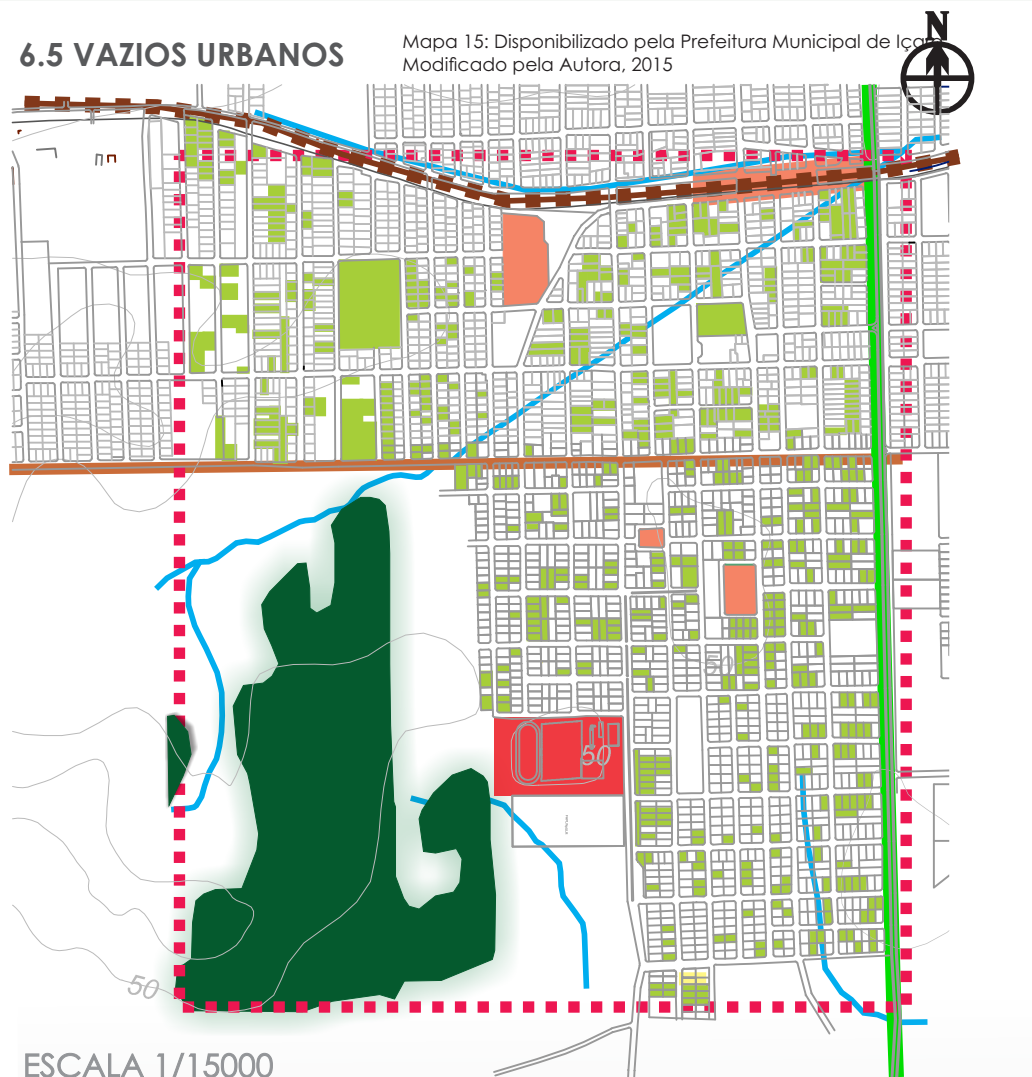 N
6.5 VAZIOS URBANOS
Mapa 15: Disponibilizado pela Prefeitura Municipal de Içara
Modificado pela Autora, 2015
50
50
50
ESCALA 1/15000